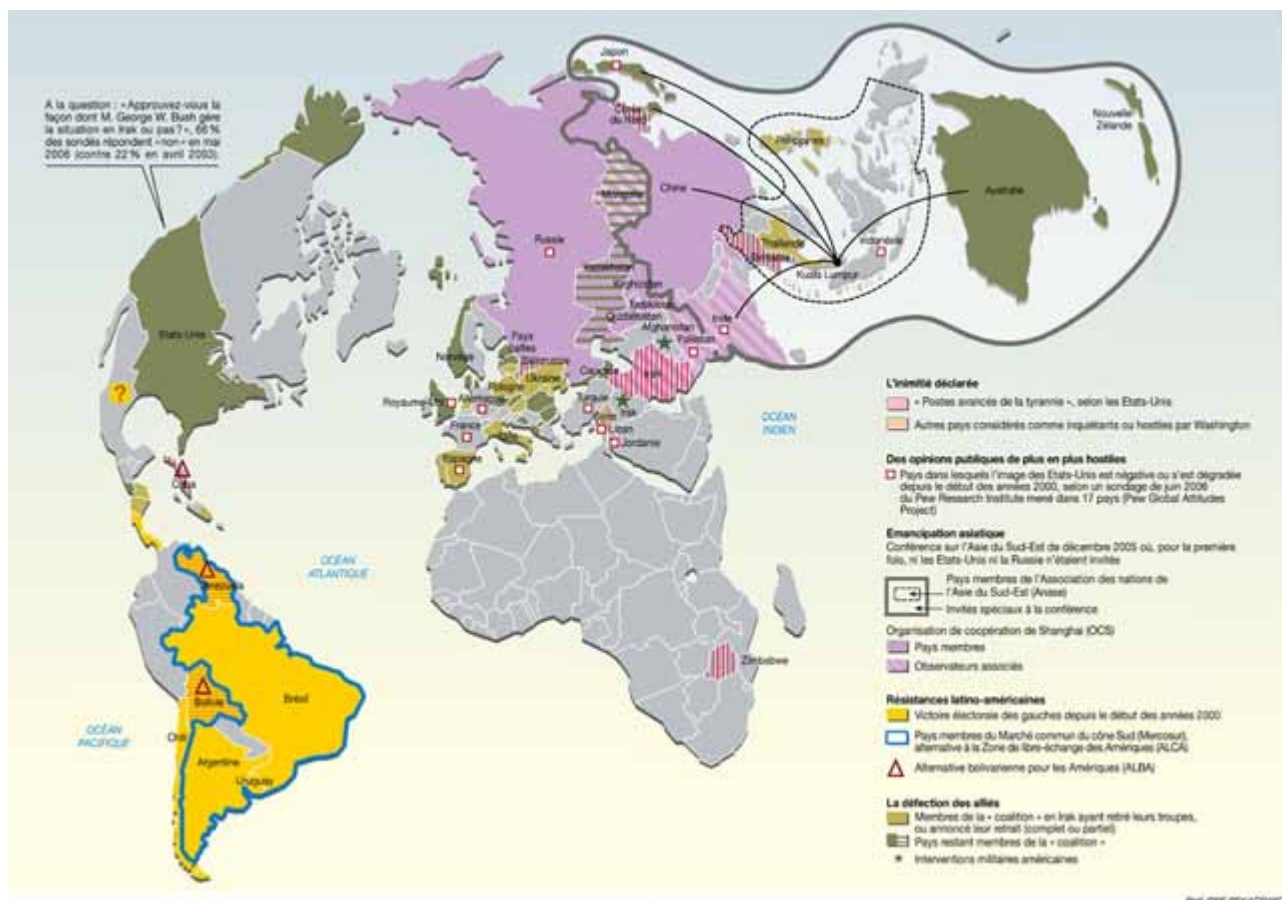 A la question : « Approuvez-vous la
façon dont M. George W. Bush gère
la situation en Irak ou pas ? », 66 %
des sondés répondent « non » en mai
2006 (contre 22 % en avril 2003).
Japon
Corée
du Nord
Nouvelle-
Zélande
Philippines
Chine
Mongolie
Australie
Russie
Thaïlande
Birmanie
Indonésie
Kuala Lumpur
Kazakhstan
Kirghizstan
Tadjikistan
Ouzbékistan
Afghanistan
Inde
Pakistan
Etats-Unis
Norvège
Pays
baltes
Biélorussie
Pologne
Ukraine
Caucase
Iran
Royaume-Uni
Allemagne
Turquie
Syrie
Irak
France
Liban
Jordanie
Italie
Espagne
?
Cuba
OCÉAN
INDIEN
OCÉAN
ATLANTIQUE
Venezuela
Zimbabwe
Bolivie
Brésil
OCÉAN
PACIFIQUE
Chili
Argentine
Uruguay
L'inimitié déclarée
« Postes avancés de la tyrannie », selon les Etats-Unis
Autres pays considérés comme inquiétants ou hostiles par Washington
Des opinions publiques de plus en plus hostiles
Pays dans lesquels l'image des Etats-Unis est négative ou s'est dégradée
depuis le début des années 2000, selon un sondage de juin 2006
du Pew Research Institute mené dans 17 pays (Pew Global Attitudes
Project)
Emancipation asiatique
Conférence sur l'Asie du Sud-Est de décembre 2005 où, pour la première
fois, ni les Etats-Unis ni la Russie n'étaient invités
Pays membres de l'Association des nations de
l'Asie du Sud-Est (Anase)
Invités spéciaux à la conférence
Organisation de coopération de Shanghaï (OCS)
Pays membres
Observateurs associés
Résistances latino-américaines
Victoire électorale des gauches depuis le début des années 2000
Pays membres du Marché commun du cône Sud (Mercosur),
alternative à la Zone de libre-échange des Amériques (ALCA)
Alternative bolivarienne pour les Amériques (ALBA)
La défection des alliés
Membres de la « coalition » en Irak ayant retiré leurs troupes,
ou annoncé leur retrait (complet ou partiel)
Pays restant membres de la « coalition »
Interventions militaires américaines